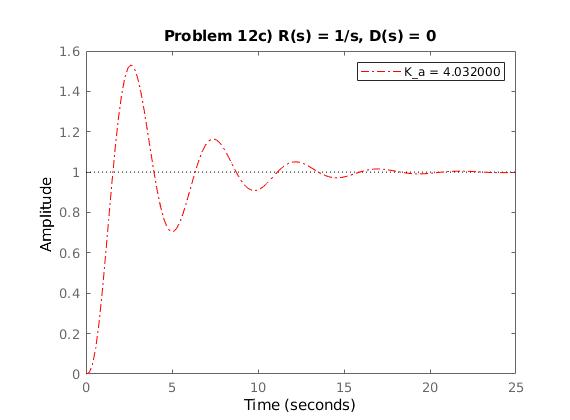 Problem 12c) R(s) = 1/s, D(s) = 0
K_a = 4.032000
1.6
1.4
1.2
1
0.8
0.6
0.4
0.2
0
Amplitude
0 5 10 15 20 25
Time (seconds)